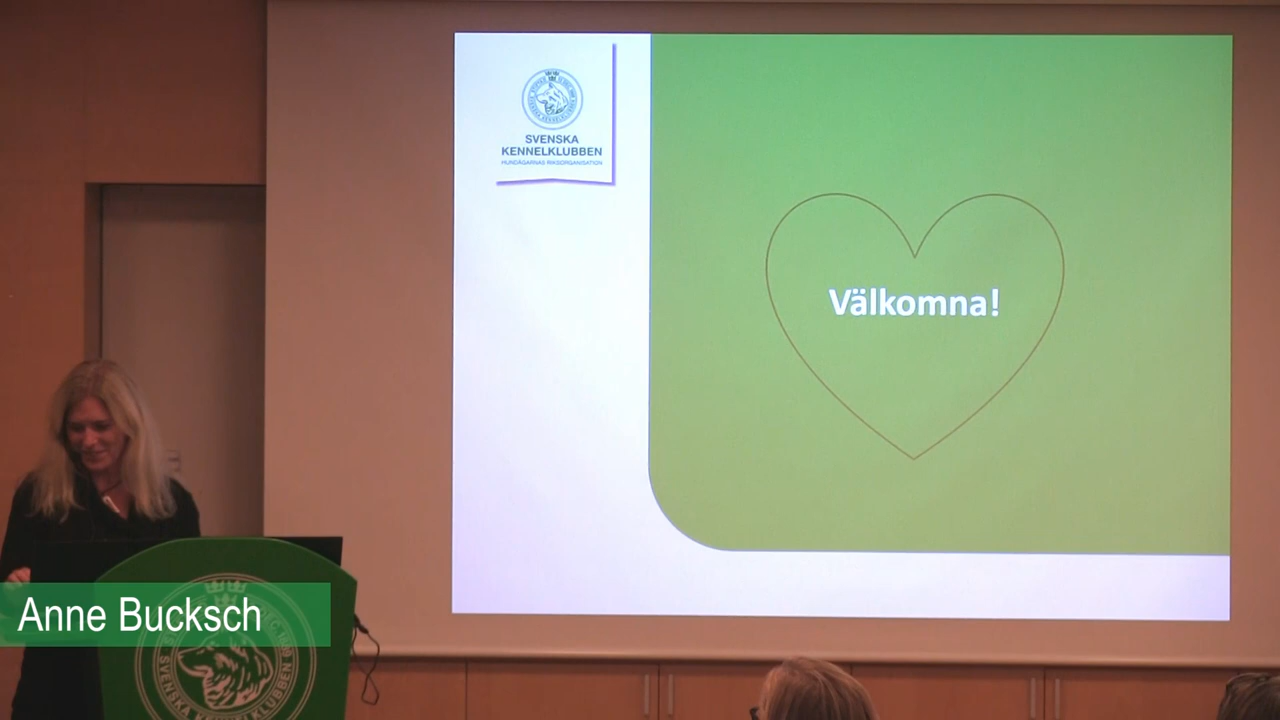 SVENSKA
KENNELKLUBBEN
HUNDÄGARNAS RIKSORGANISATION
Välkomna!
Anne Bucksch
SVENSKA KENNELKLUBBEN